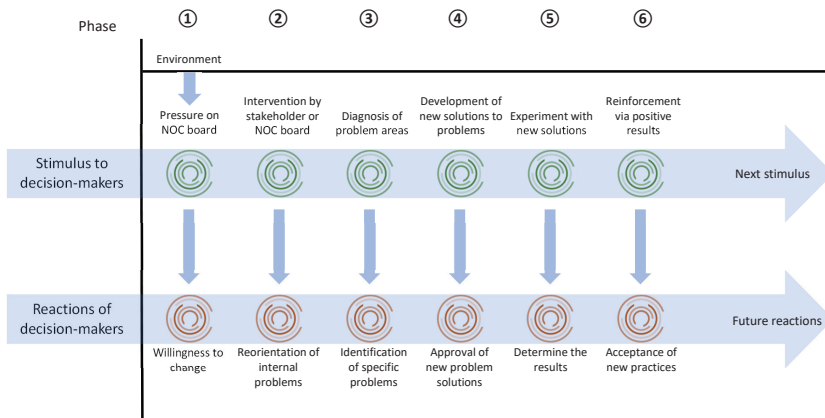 Phase
①
②
③
④
⑤
⑥
Environment
Pressure on
NOC board
Intervention by
stakeholder or
NOC board
Diagnosis of
problem areas
Development of
new solutions to
problems
Experiment with
new solutions
Reinforcement
via positive
results
Stimulus to
decision-makers
Next stimulus
Reactions of
decision-makers
Future reactions
Willingness to
change
Reorientation of
internal
problems
Identification
of specific
problems
Approval of
new problem
solutions
Determine the
results
Acceptance of
new practices